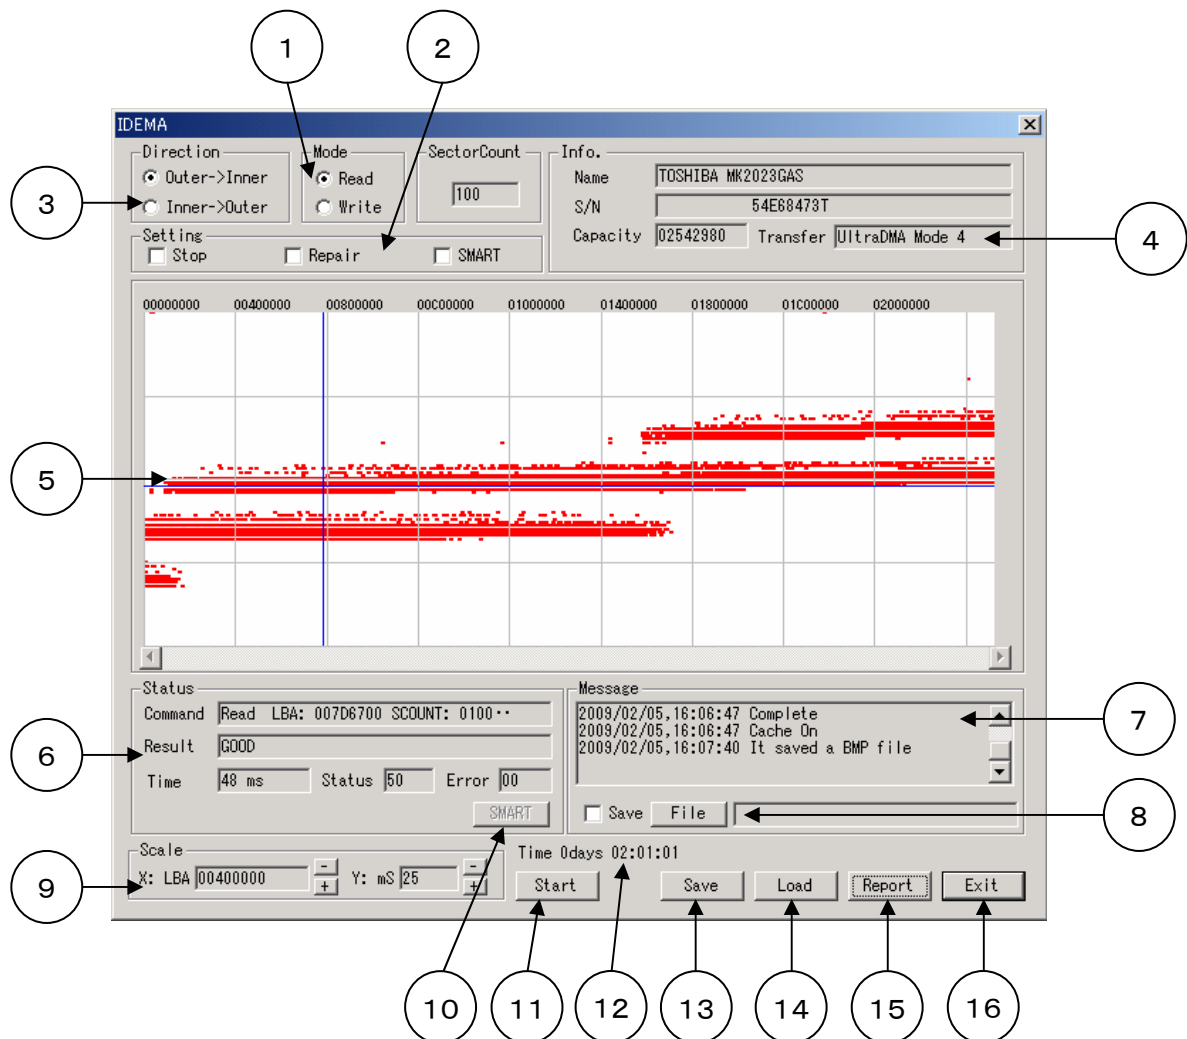 1 2
IDEMA
Direction Mode SectorCount Info.
Outer->Inner Read 100 Name TOSHIBA MK2023GAS
3 Inner->Outer Write S/N 54E68473T
Setting Capacity 02542980 Transfer UltraDMA Mode 4 4
Stop Repair SMART
00000000 00400000 00800000 00C00000 01000000 01400000 01800000 01C00000 02000000
5
Status Message
Command Read LBA: 007D6700 SCOUNT: 0100·· 2009/02/05,16:06:47 Complete 7
2009/02/05,16:06:47 Cache On
6 Result GOOD 2009/02/05,16:07:40 It saved a BMP file
Time 48 ms Status 50 Error 00
SMART Save File 8
Scale Time 0days 02:01:01
9 X: LBA 00400000 - + Y: mS 25 - +
Start Save Load Report Exit
10 11 12 13 14 15 16